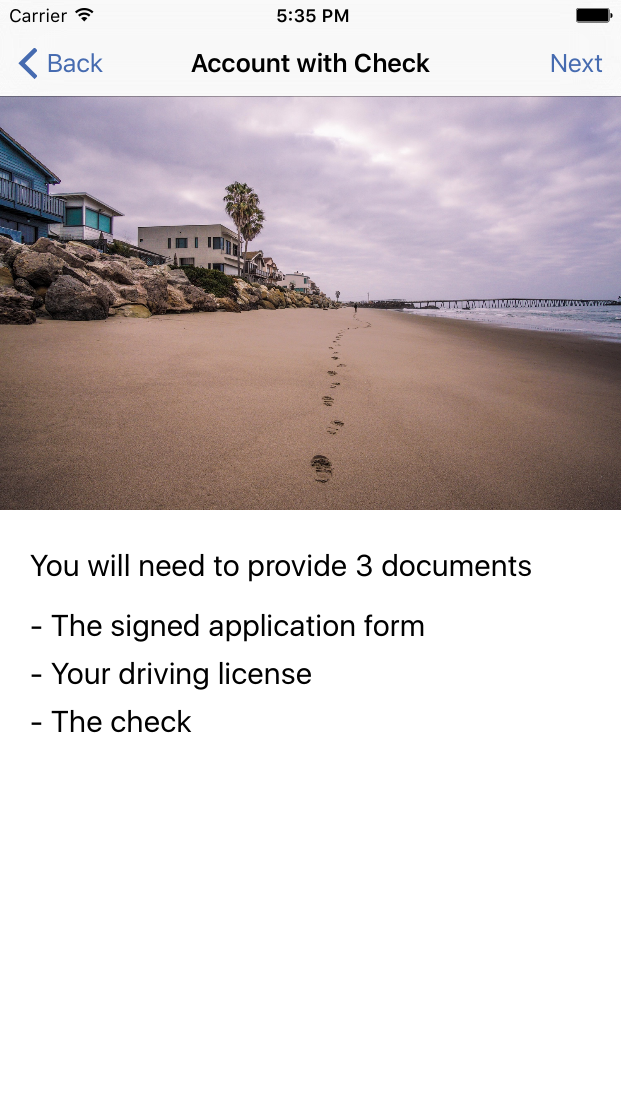 Carrier 5:35 PM
Back Account with Check Next
You will need to provide 3 documents
- The signed application form
- Your driving license
- The check